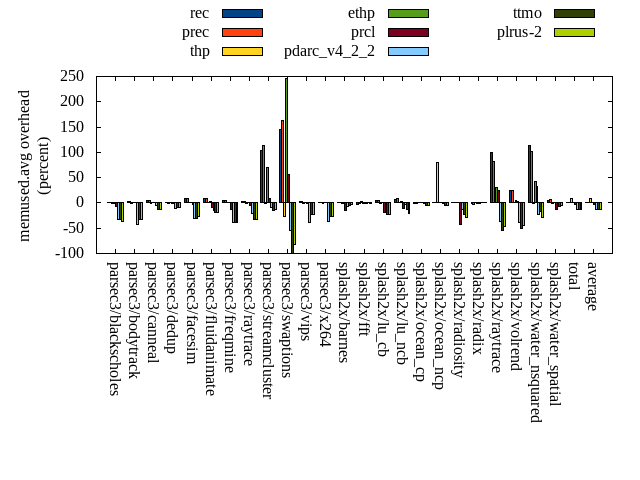 rec ethp ttmo
prec prcl plrus-2
thp pdarc_v4_2_2
memused.avg overhead
(percent)
250
200
150
100
50
0
-50
-100
parsec3/blackscholes
parsec3/bodytrack
parsec3/canneal
parsec3/dedup
parsec3/facesim
parsec3/fluidanimate
parsec3/freqmine
parsec3/raytrace
parsec3/streamcluster
parsec3/swaptions
parsec3/vips
parsec3/x264
splash2x/barnes
splash2x/fft
splash2x/lu_cb
splash2x/lu_ncb
splash2x/ocean_cp
splash2x/ocean_ncp
splash2x/radiosity
splash2x/radix
splash2x/raytrace
splash2x/volrend
splash2x/water_nsquared
splash2x/water_spatial
total
average